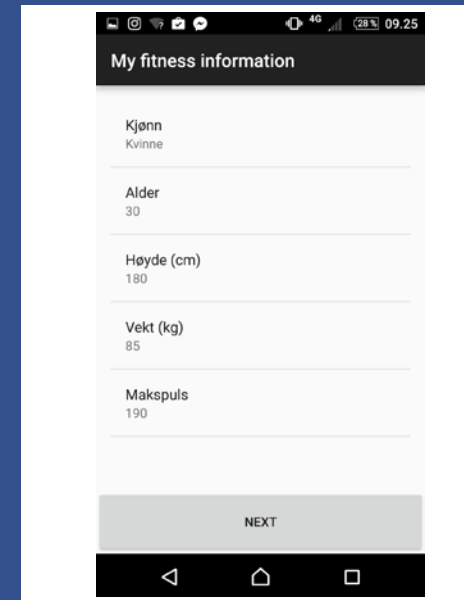 4G 28% 09.25
My fitness information
Kjønn
Kvinne
Alder
30
Høyde (cm)
180
Vekt (kg)
85
Makspuls
190
NEXT